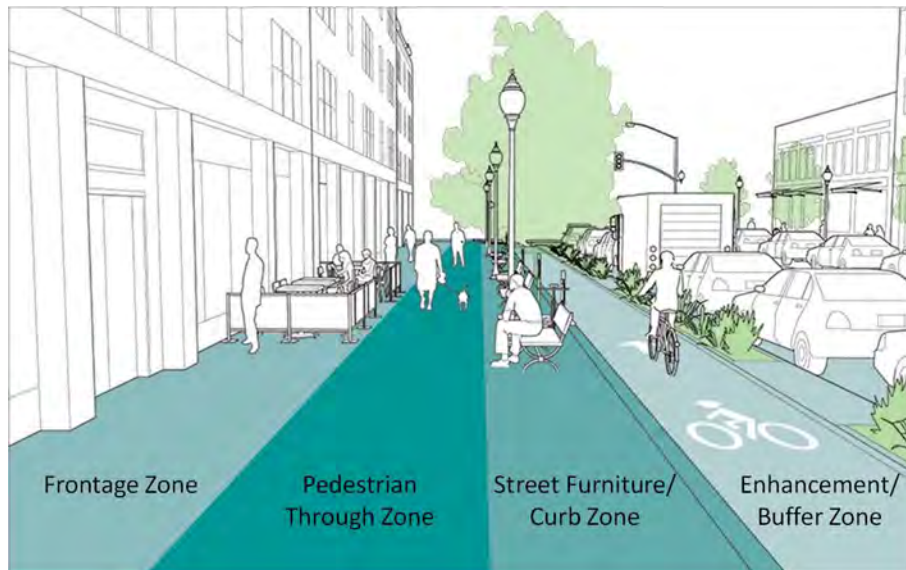 Frontage Zone
Pedestrian
Through Zone
Street Furniture/
Curb Zone
Enhancement/
Buffer Zone